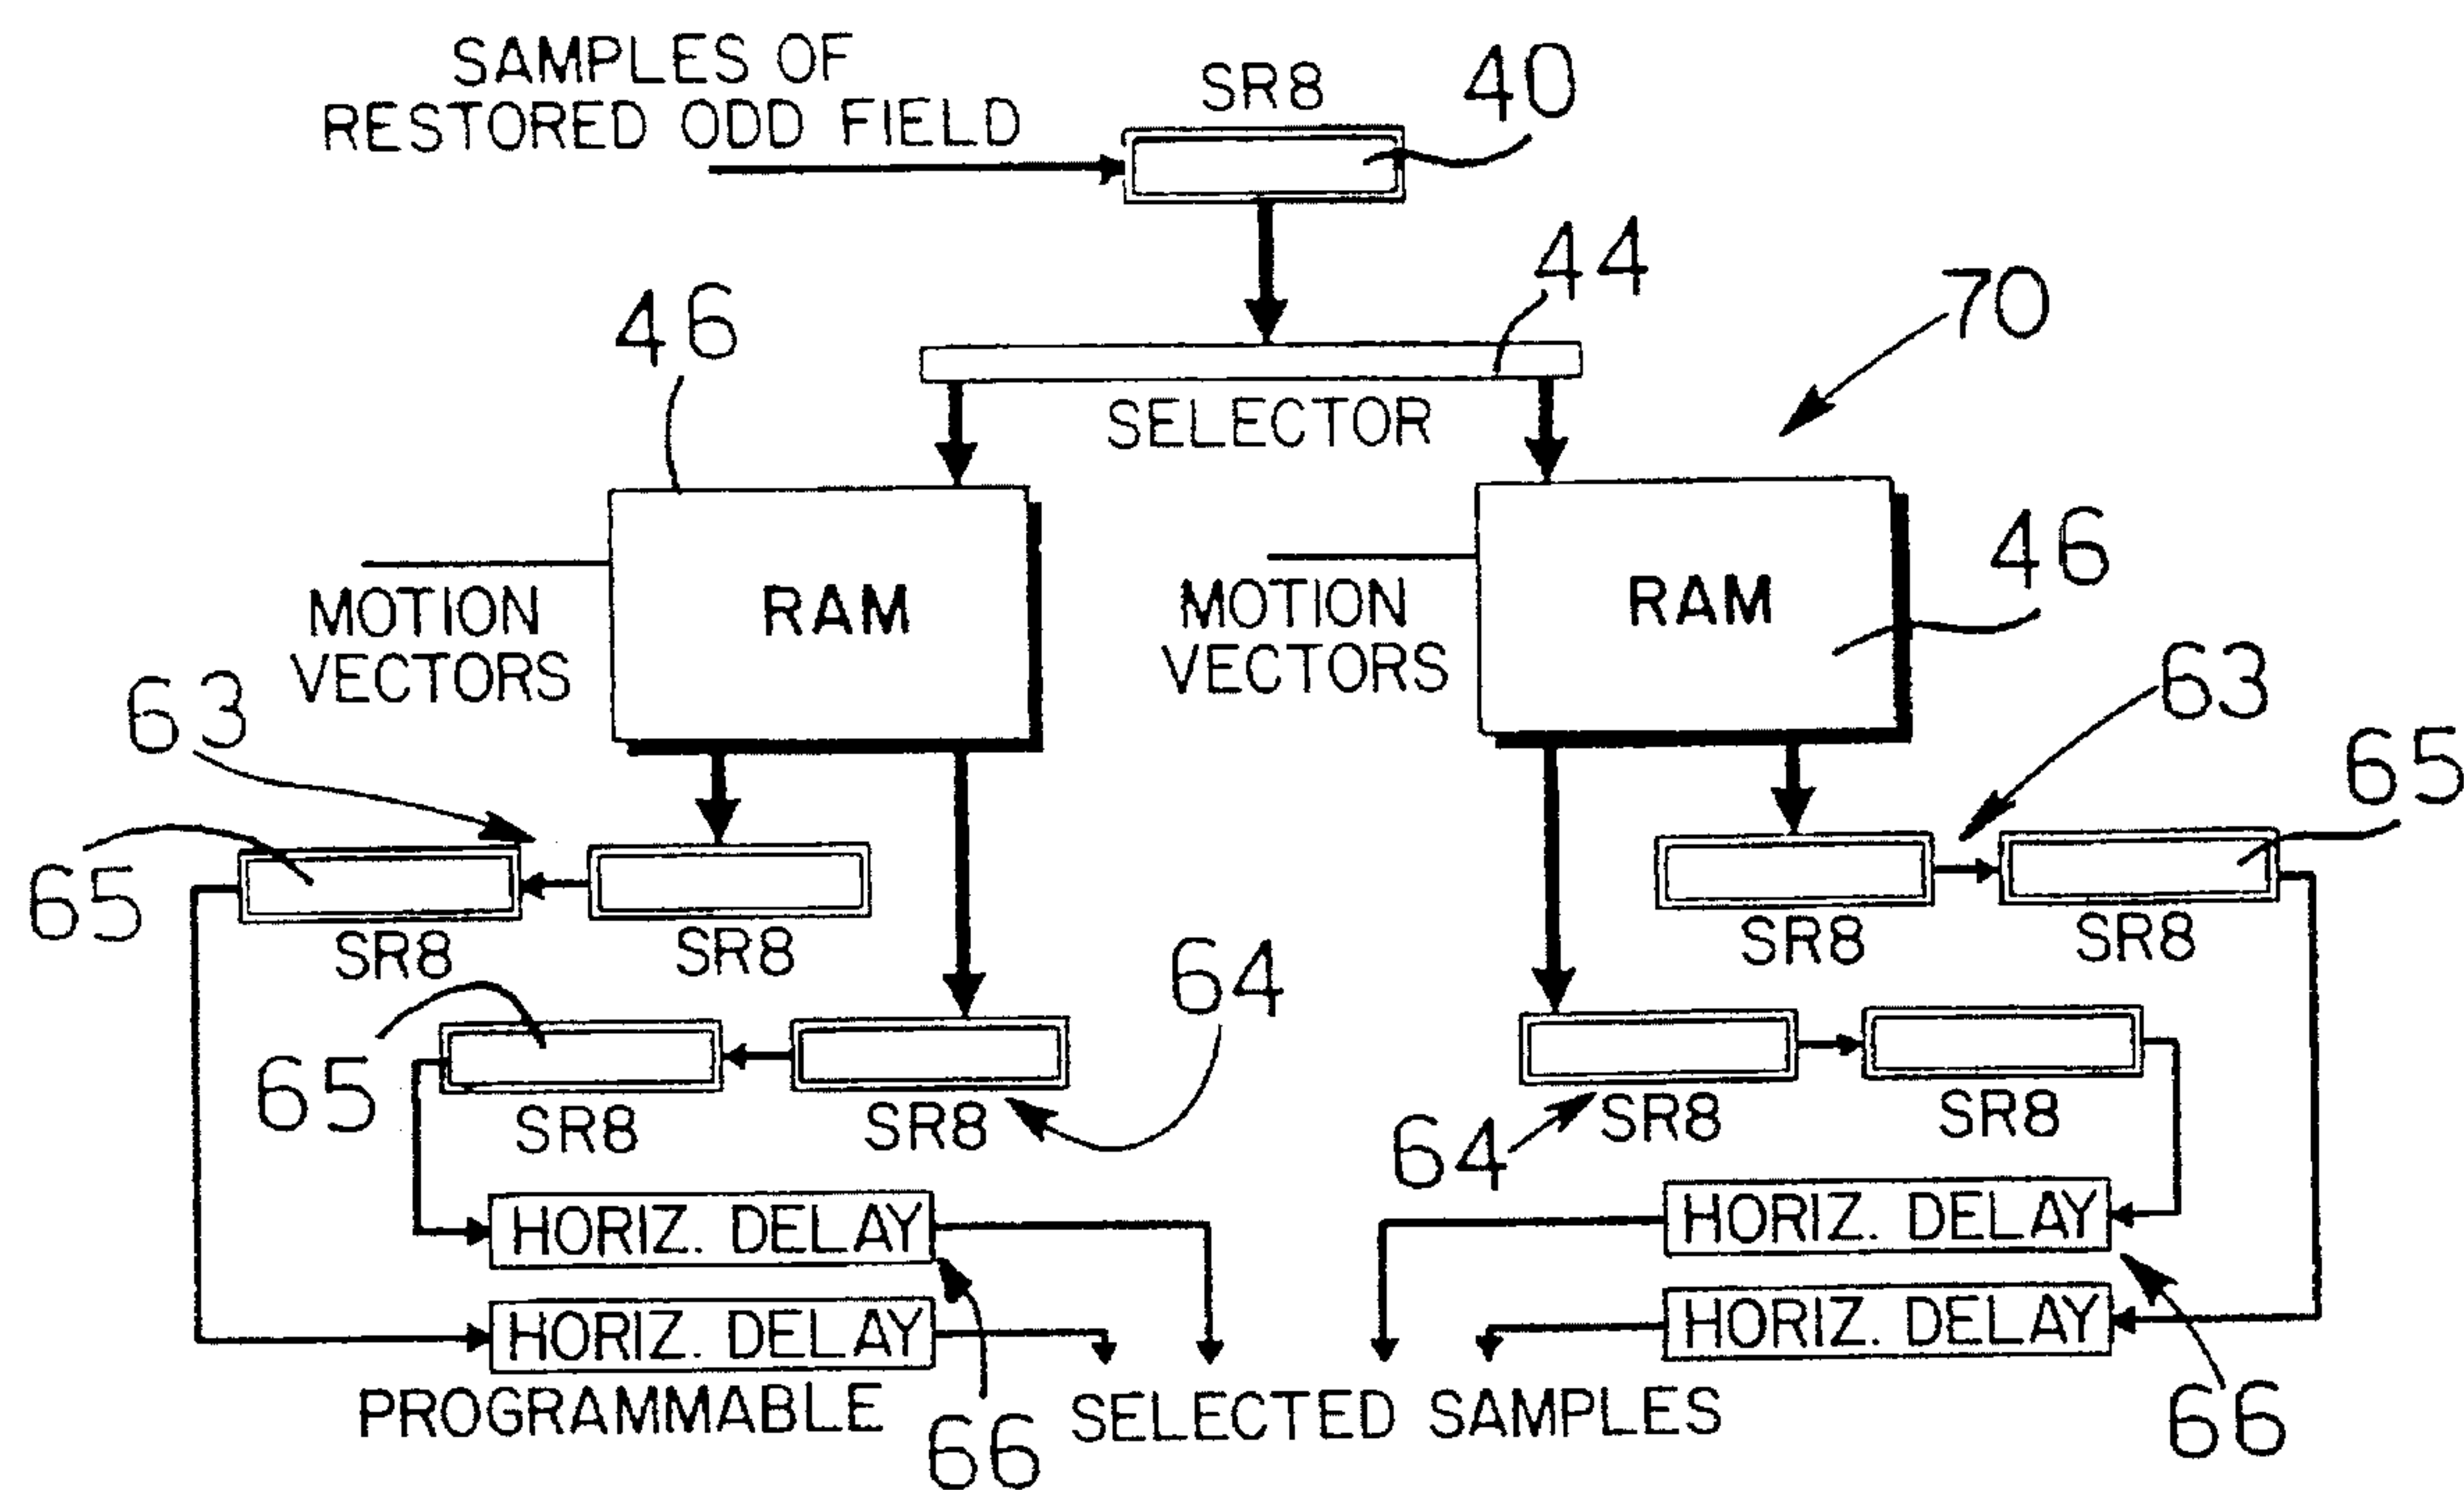 SAMPLES OF
RESTORED ODD FIELD
SR8
40
44
46
70
SELECTOR
RAM
RAM
46
MOTION
VECTORS
MOTION
VECTORS
63
63
65
65
SR8
SR8
SR8
SR8
64
65
SR8
SR8
64
SR8
SR8
HORIZ. DELAY
HORIZ. DELAY
HORIZ. DELAY
HORIZ. DELAY
PROGRAMMABLE
66
SELECTED SAMPLES
66